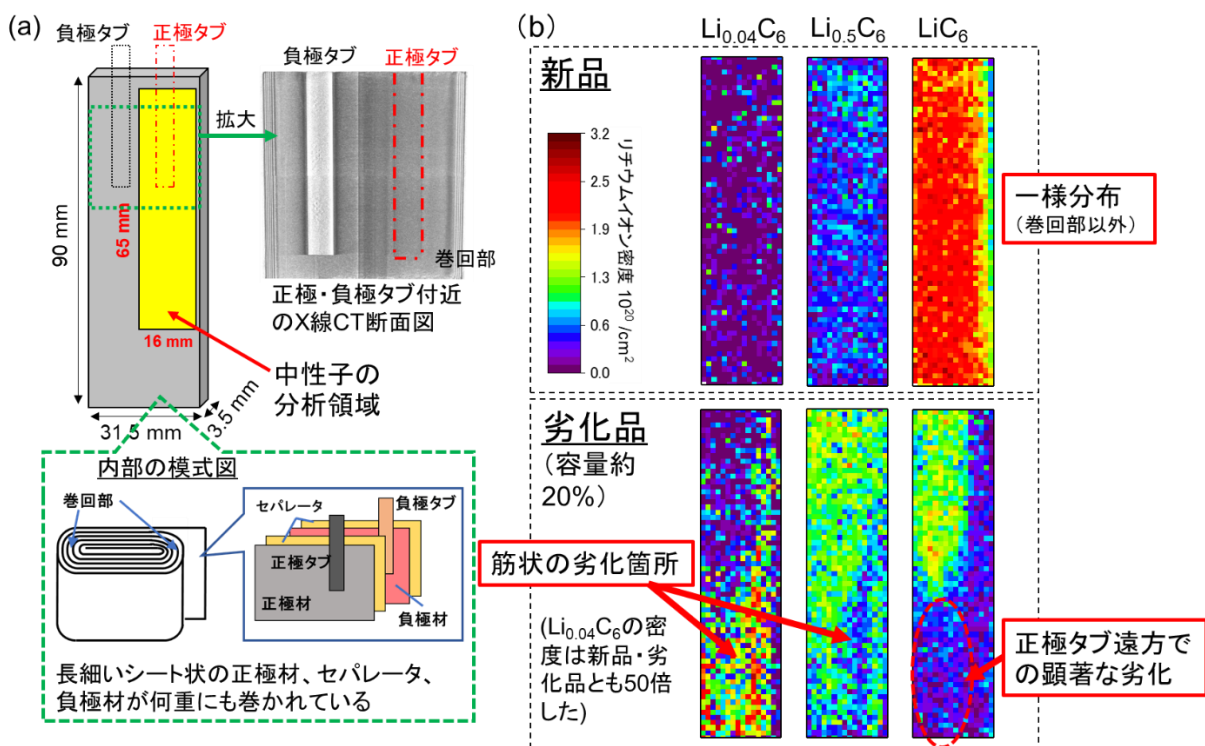 (a)
負極タブ
正極タブ
負極タブ
正極タブ
拡大
90 mm
65 mm
16 mm
31.5 mm
3.5 mm
巻回部
正極・負極タブ付近
のX線CT断面図
中性子の
分析領域
内部の模式図
巻回部
セパレータ
負極タブ
正極タブ
正極材
負極材
長細いシート状の正極材、セパレータ、
負極材が何重にも巻かれている
(b)
Li0.04C6
Li0.5C6
LiC6
新品
3.2
2.5
1.9
1.3
0.6
0.0
リチウムイオン密度 10²⁰ /cm²
一様分布
(巻回部以外)
劣化品
(容量約
20%)
筋状の劣化箇所
(Li0.04C6の密
度は新品・劣
化品とも50倍
した)
正極タブ遠方で
の顕著な劣化